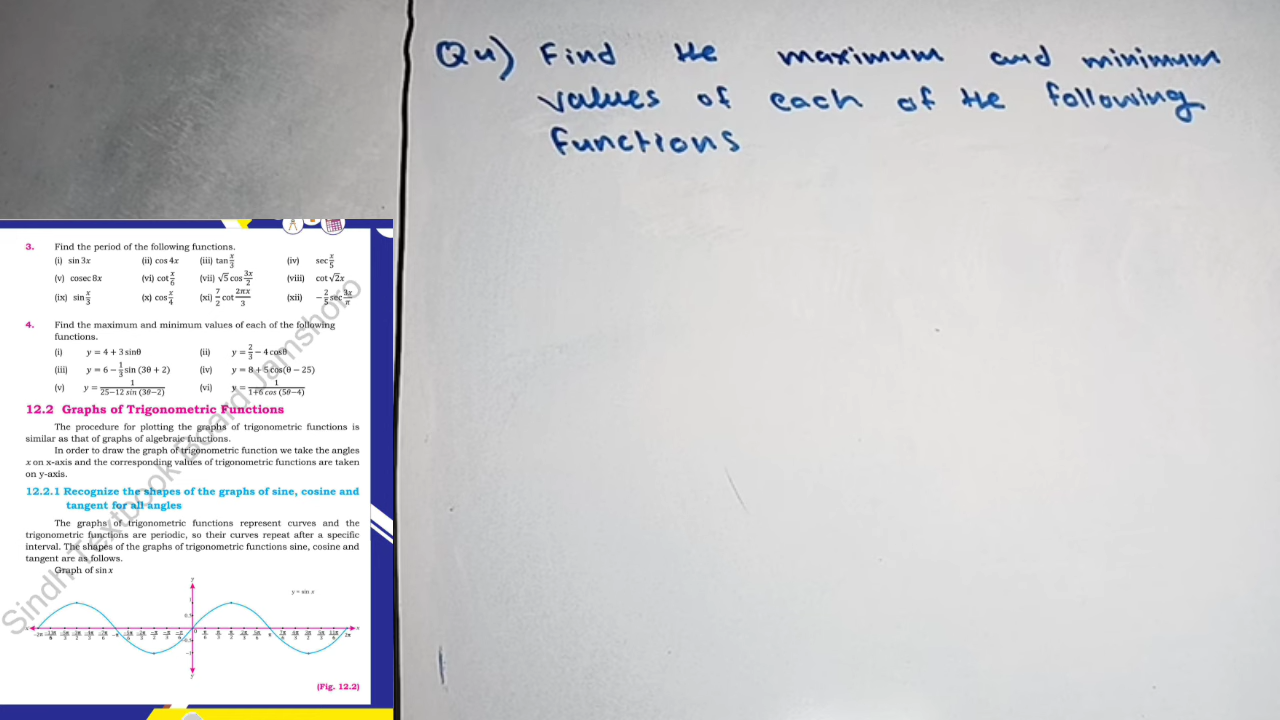 Q4) Find the maximum and minimum
values of each of the following
functions
3. Find the period of the following functions.
(i) sin 3x (ii) cos 4x (iii) tan x/3 (iv) sec x/5
(v) cosec 8x (vi) cot x/6 (vii) √5 cos 3x/2 (viii) cot √2x
(ix) sin x/3 (x) cos x/4 (xi) 7/2 cot 2πx/3 (xii) −2/5 sec 3x/π
4. Find the maximum and minimum values of each of the following
functions.
(i) y = 4 + 3 sinθ (ii) y = 2/3 − 4 cosθ
(iii) y = 6 − 1/3 sin (3θ + 2) (iv) y = 8 + 5 cos(θ − 25)
(v) y = 1/25−12 sin (3θ−2) (vi) y = 1/1+6 cos (5θ−4)
12.2 Graphs of Trigonometric Functions
The procedure for plotting the graphs of trigonometric functions is
similar as that of graphs of algebraic functions.
In order to draw the graph of trigonometric function we take the angles
x on x-axis and the corresponding values of trigonometric functions are taken
on y-axis.
12.2.1 Recognize the shapes of the graphs of sine, cosine and
tangent for all angles
The graphs of trigonometric functions represent curves and the
trigonometric functions are periodic, so their curves repeat after a specific
interval. The shapes of the graphs of trigonometric functions sine, cosine and
tangent are as follows.
Graph of sin x
y = sin x
(Fig. 12.2)
Sindh Textbook Board Jamshoro